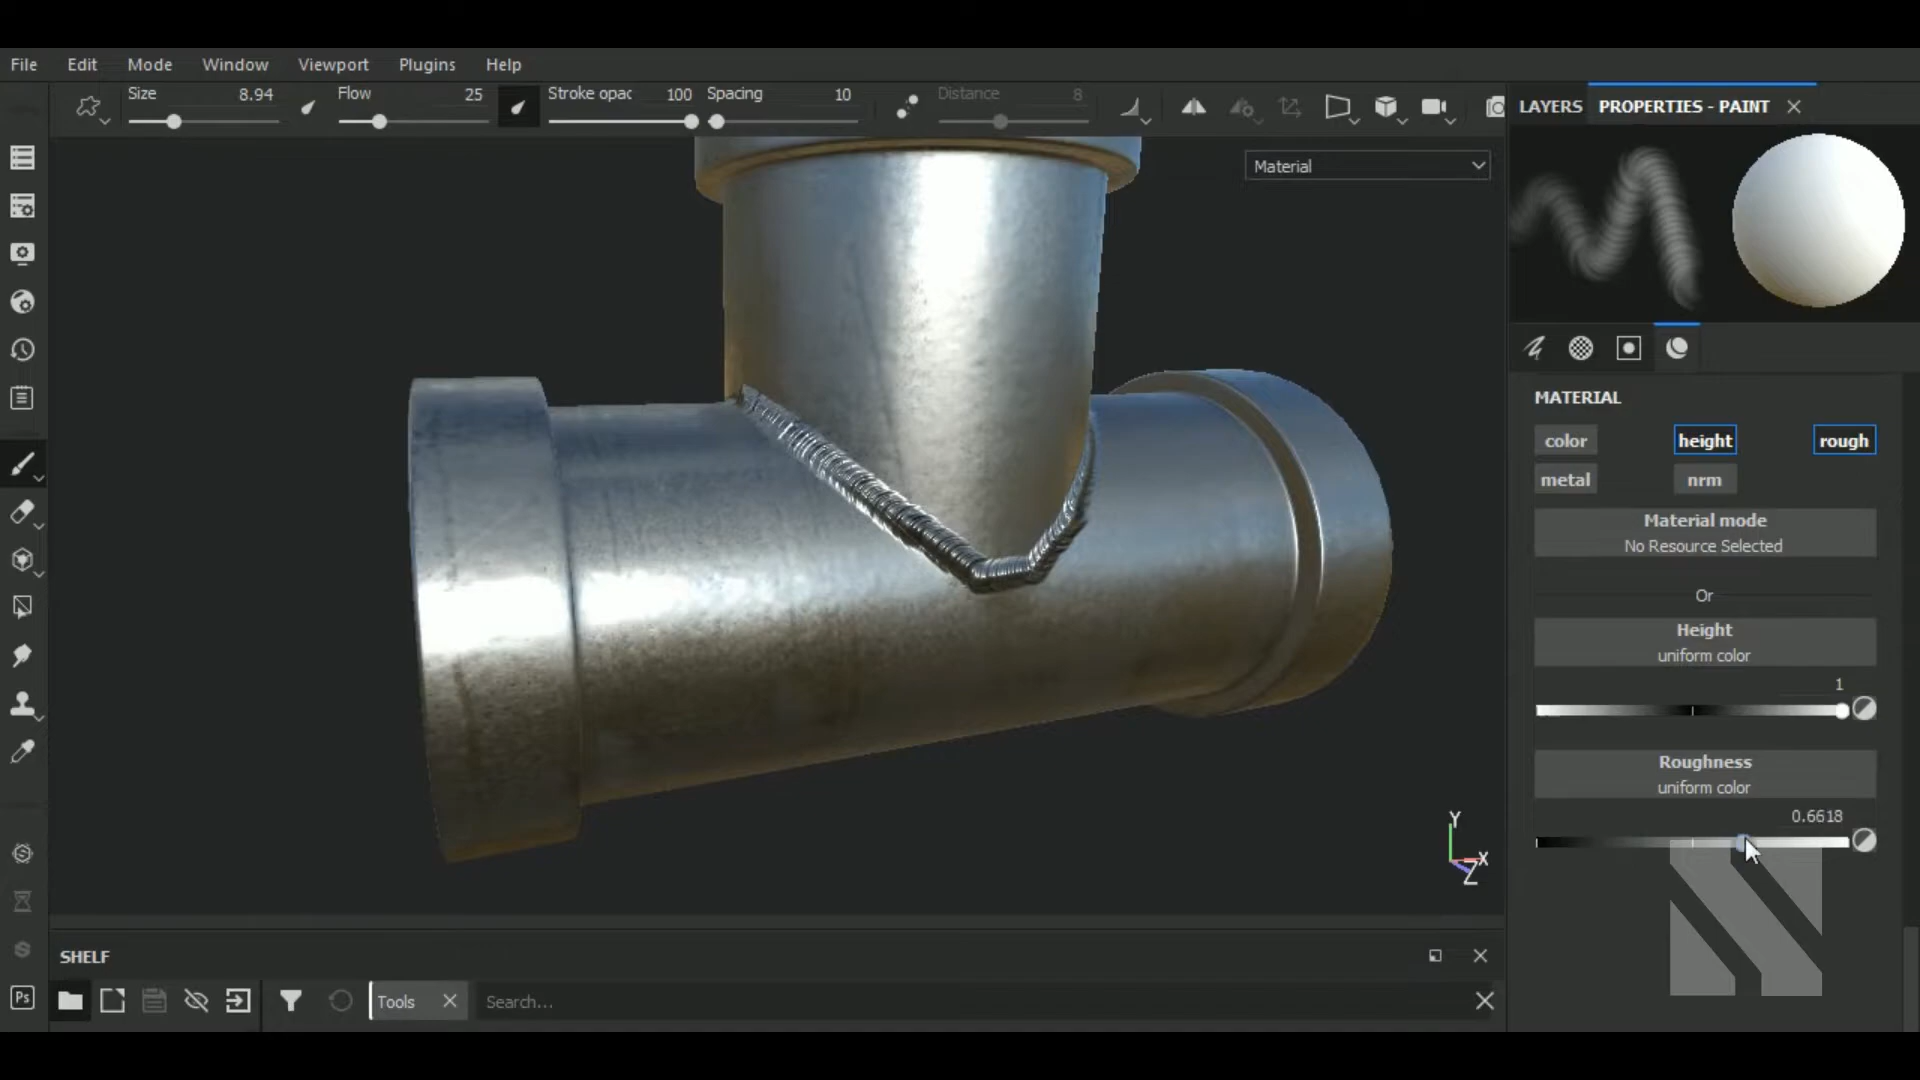 File Edit Mode Window Viewport Plugins Help
Size 8.94 Flow 25 Stroke opac 100 Spacing 10 Distance 8
LAYERS PROPERTIES - PAINT
Material
MATERIAL
color height rough
metal nrm
Material mode
No Resource Selected
Or
Height
uniform color
1
Roughness
uniform color
0.6618
Y
X
Z
SHELF
Ps
Tools
Search...